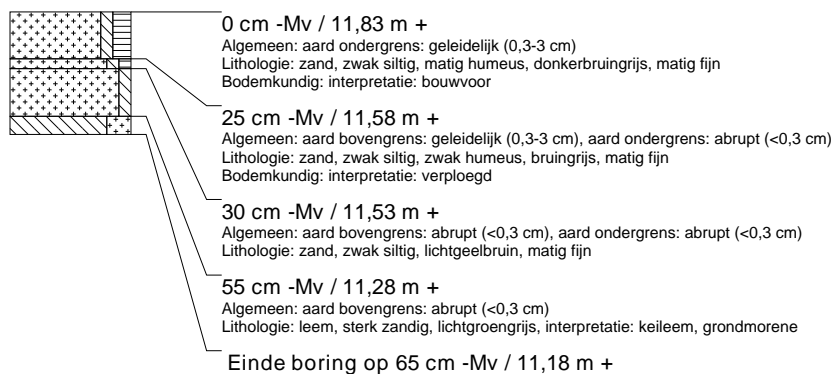 0 cm -Mv / 11,83 m +
Algemeen: aard ondergrens: geleidelijk (0,3-3 cm)
Lithologie: zand, zwak siltig, matig humeus, donkerbruingrijs, matig fijn
Bodemkundig: interpretatie: bouwvoor
25 cm -Mv / 11,58 m +
Algemeen: aard bovengrens: geleidelijk (0,3-3 cm), aard ondergrens: abrupt (<0,3 cm)
Lithologie: zand, zwak siltig, zwak humeus, bruingrijs, matig fijn
Bodemkundig: interpretatie: verploegd
30 cm -Mv / 11,53 m +
Algemeen: aard bovengrens: abrupt (<0,3 cm), aard ondergrens: abrupt (<0,3 cm)
Lithologie: zand, zwak siltig, lichtgeelbruin, matig fijn
55 cm -Mv / 11,28 m +
Algemeen: aard bovengrens: abrupt (<0,3 cm)
Lithologie: leem, sterk zandig, lichtgroengrijs, interpretatie: keileem, grondmorene
Einde boring op 65 cm -Mv / 11,18 m +